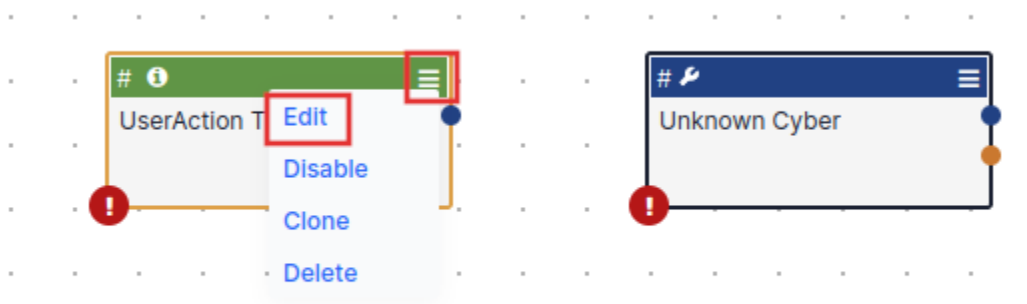 #
UserAction T
Edit
Disable
Clone
Delete
!
#
Unknown Cyber
!